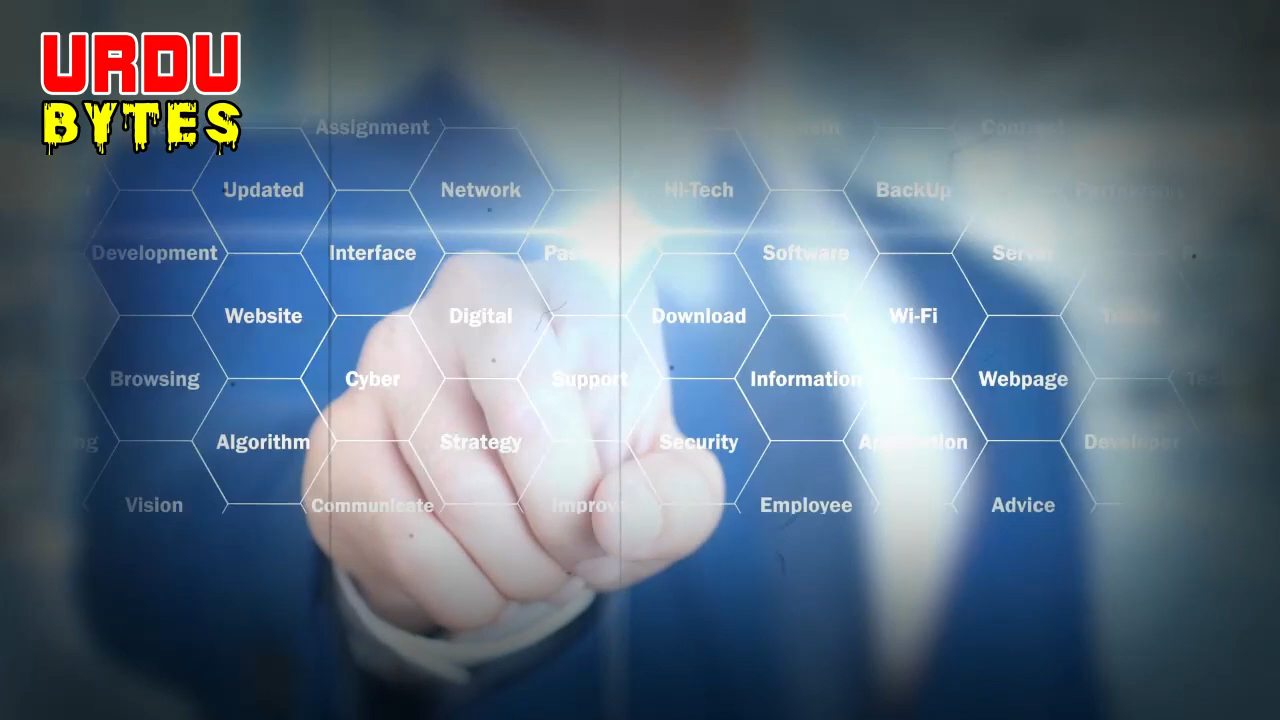 URDU
BYTES
Assignment
Updated Network Hi-Tech BackUp
Development Interface Software
Website Digital Download Wi-Fi
Browsing Cyber Support Information Webpage
Algorithm Strategy Security Developer
Vision Communicate Employee Advice